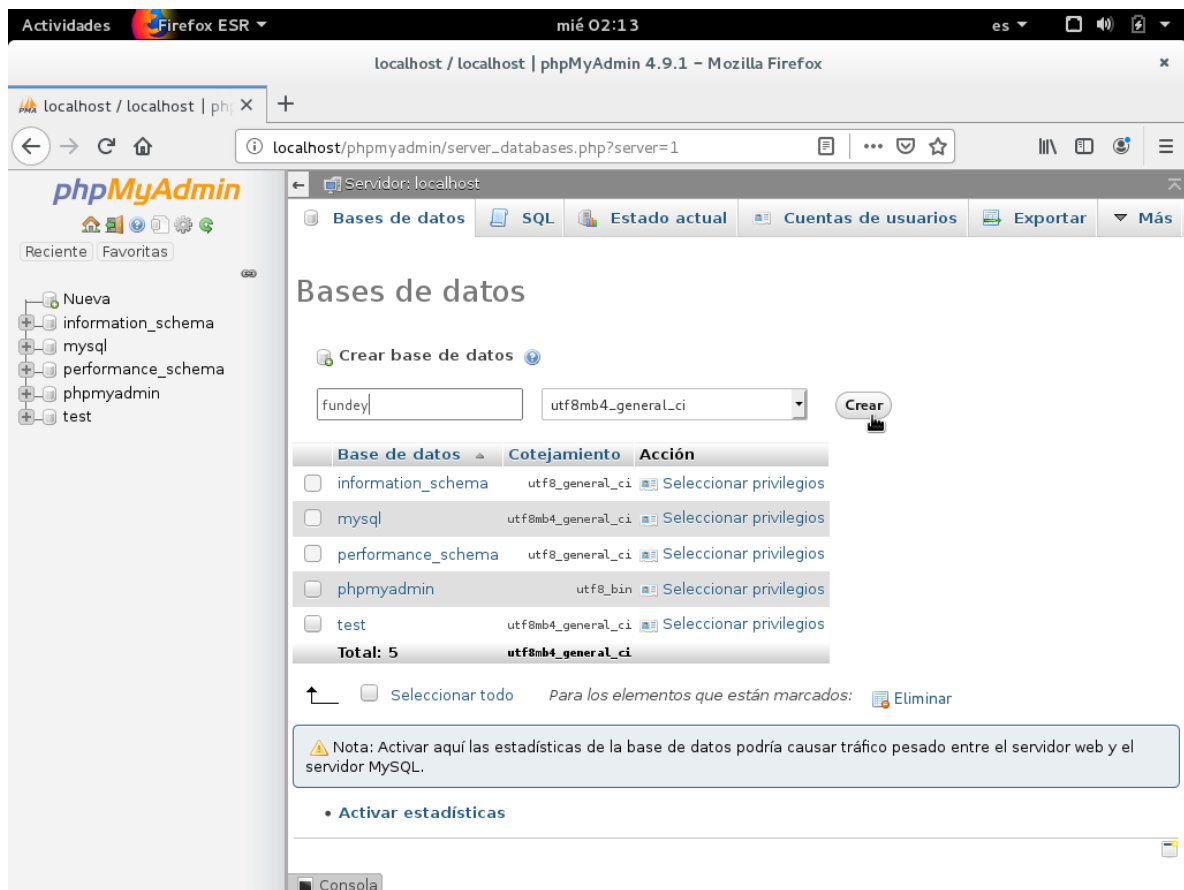 Actividades Firefox ESR mié 02:13 es
localhost / localhost | phpMyAdmin 4.9.1 – Mozilla Firefox
localhost / localhost | ph
localhost/phpmyadmin/server_databases.php?server=1
phpMyAdmin
Reciente Favoritas
Nueva
information_schema
mysql
performance_schema
phpmyadmin
test
Servidor: localhost
Bases de datos SQL Estado actual Cuentas de usuarios Exportar Más
Bases de datos
Crear base de datos
fundey utf8mb4_general_ci Crear
Base de datos Cotejamiento Acción
information_schema utf8_general_ci Seleccionar privilegios
mysql utf8mb4_general_ci Seleccionar privilegios
performance_schema utf8_general_ci Seleccionar privilegios
phpmyadmin utf8_bin Seleccionar privilegios
test utf8mb4_general_ci Seleccionar privilegios
Total: 5 utf8mb4_general_ci
Seleccionar todo Para los elementos que están marcados: Eliminar
Nota: Activar aquí las estadísticas de la base de datos podría causar tráfico pesado entre el servidor web y el
servidor MySQL.
• Activar estadísticas
Consola